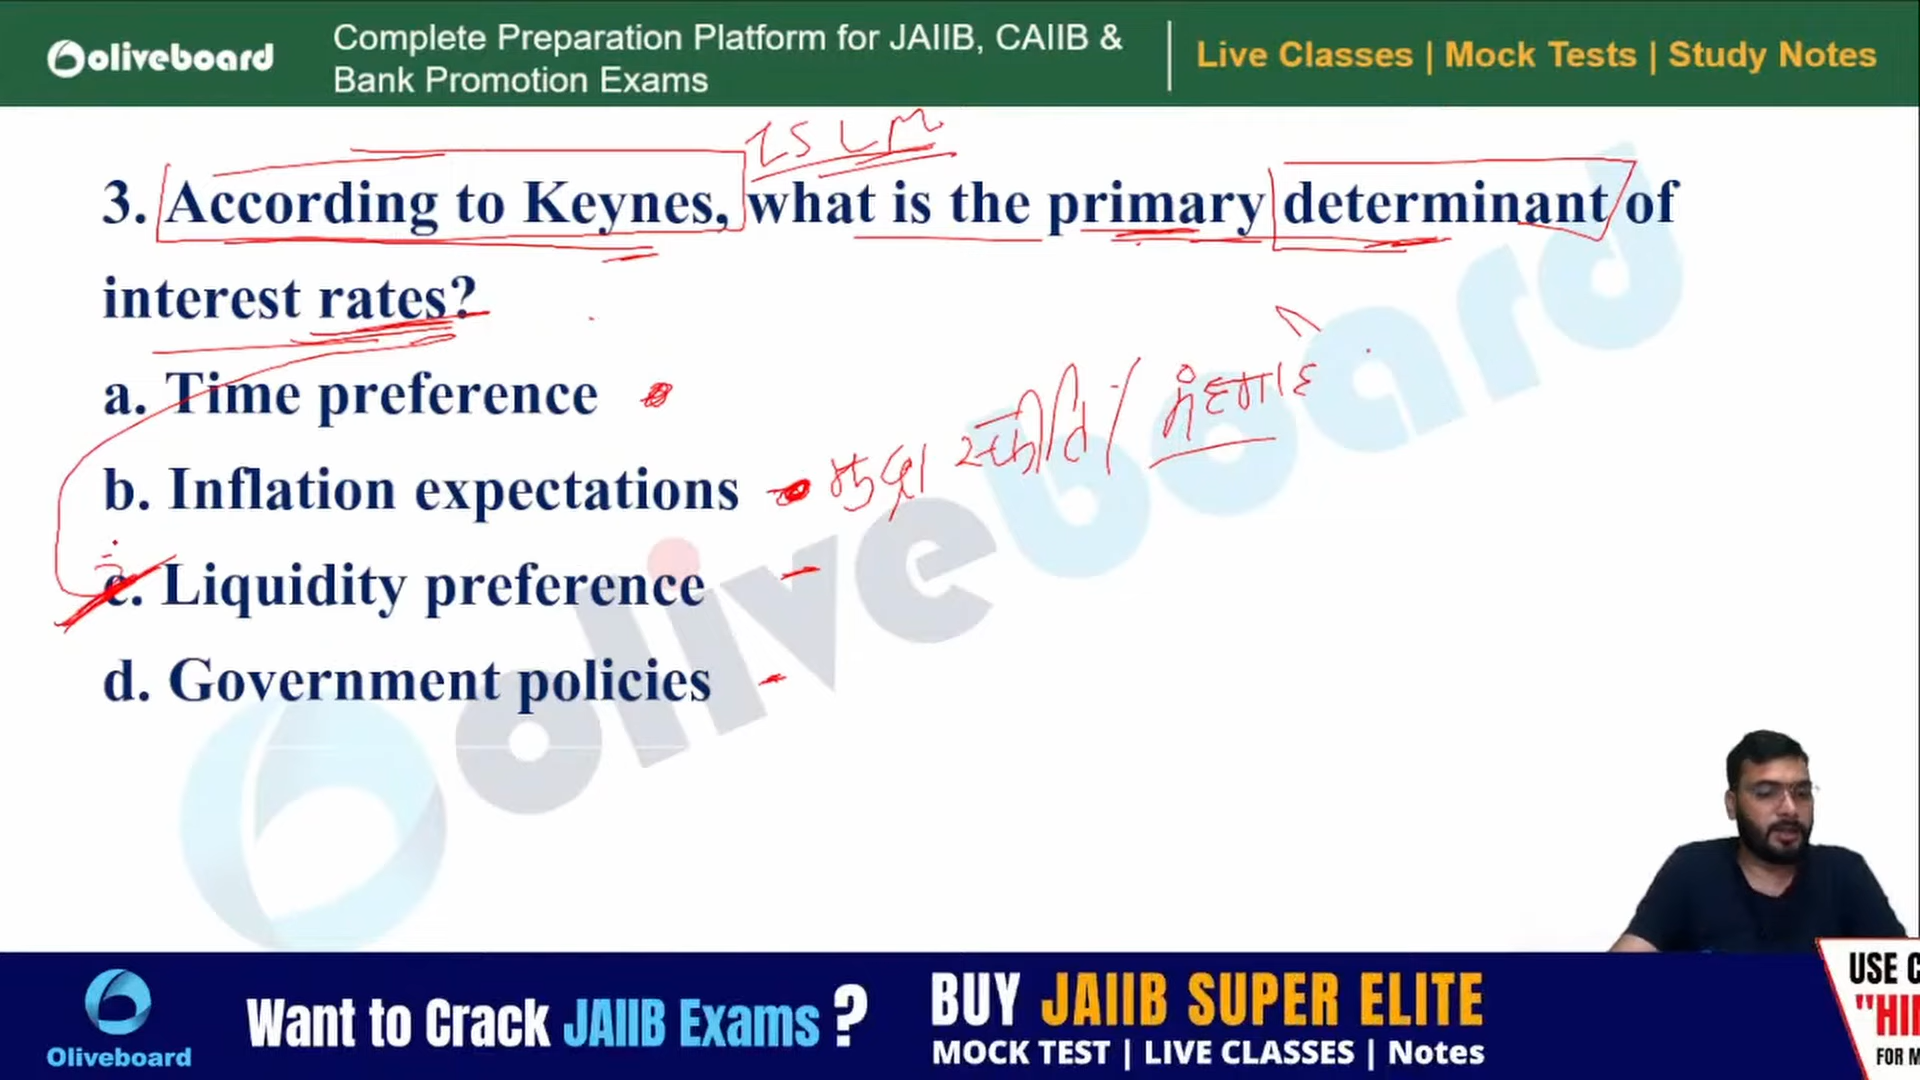 oliveboard
Complete Preparation Platform for JAIIB, CAIIB &
Bank Promotion Exams
Live Classes | Mock Tests | Study Notes
IS LM
3. According to Keynes, what is the primary determinant of
interest rates?
a. Time preference
b. Inflation expectations
मुद्रा स्फीति / मंहगाई
c. Liquidity preference
d. Government policies
oliveboard
Oliveboard
Want to Crack JAIIB Exams ?
BUY JAIIB SUPER ELITE
MOCK TEST | LIVE CLASSES | Notes
USE
FOR